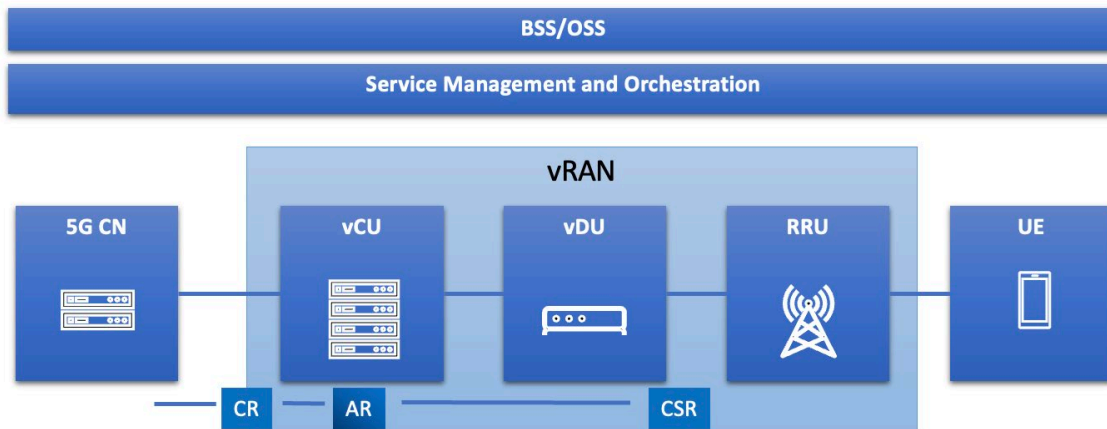 BSS/OSS
Service Management and Orchestration
vRAN
5G CN
vCU
vDU
RRU
UE
CR
AR
CSR